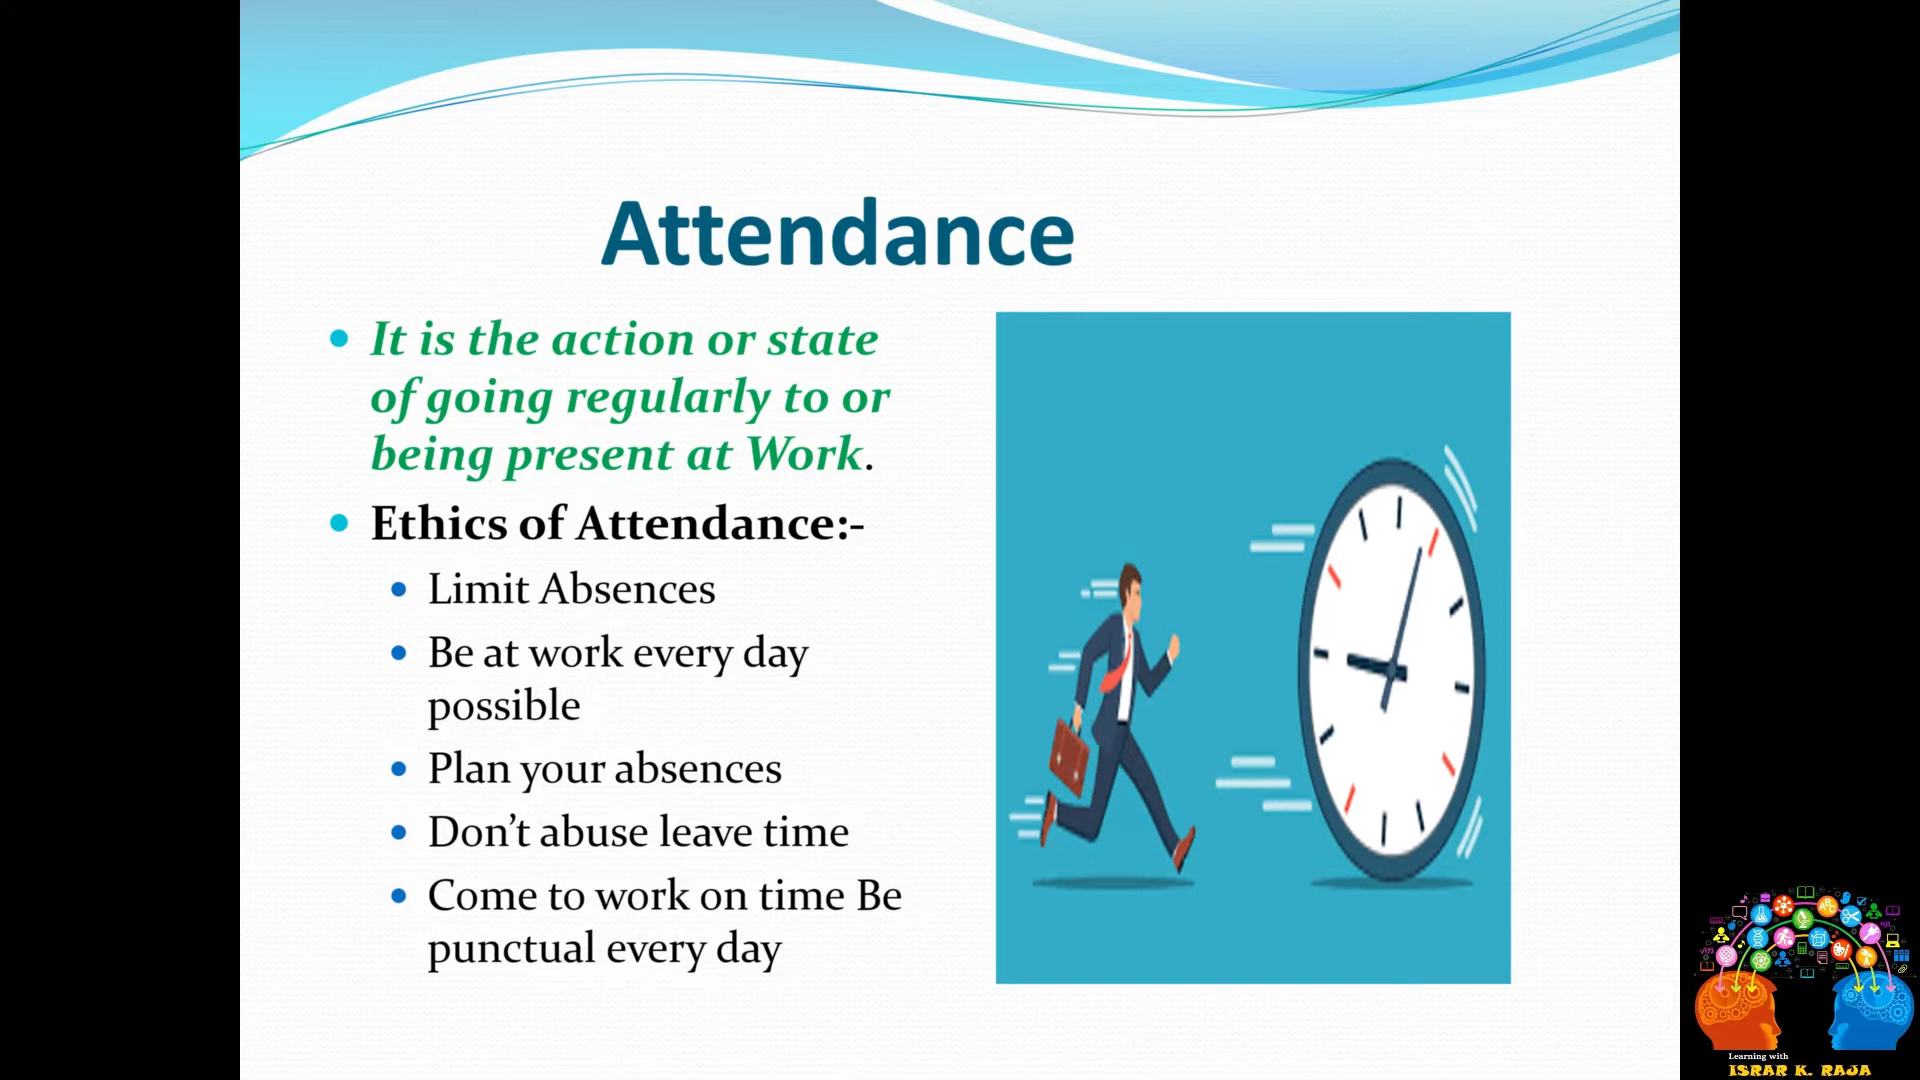 Attendance
It is the action or state
of going regularly to or
being present at Work.
Ethics of Attendance:-
Limit Absences
Be at work every day
possible
Plan your absences
Don’t abuse leave time
Come to work on time Be
punctual every day
Learning with
ISRAR K. RAJA